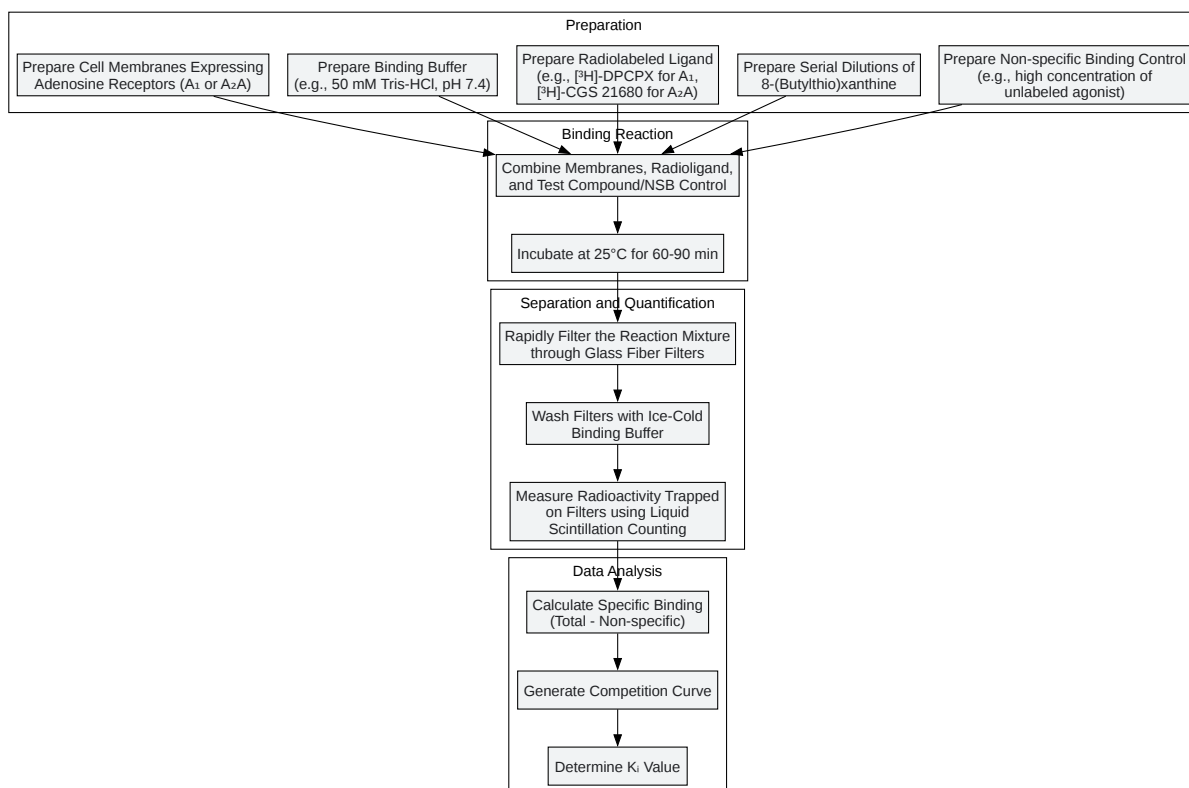 Preparation
Prepare Cell Membranes Expressing
Adenosine Receptors (A₁ or A₂A)
Prepare Binding Buffer
(e.g., 50 mM Tris-HCl, pH 7.4)
Prepare Radiolabeled Ligand
(e.g., [³H]-DPCPX for A₁,
[³H]-CGS 21680 for A₂A)
Prepare Serial Dilutions of
8-(Butylthio)xanthine
Prepare Non-specific Binding Control
(e.g., high concentration of
unlabeled agonist)
Binding Reaction
Combine Membranes, Radioligand,
and Test Compound/NSB Control
Incubate at 25°C for 60-90 min
Separation and Quantification
Rapidly Filter the Reaction Mixture
through Glass Fiber Filters
Wash Filters with Ice-Cold
Binding Buffer
Measure Radioactivity Trapped
on Filters using Liquid
Scintillation Counting
Data Analysis
Calculate Specific Binding
(Total - Non-specific)
Generate Competition Curve
Determine Kᵢ Value